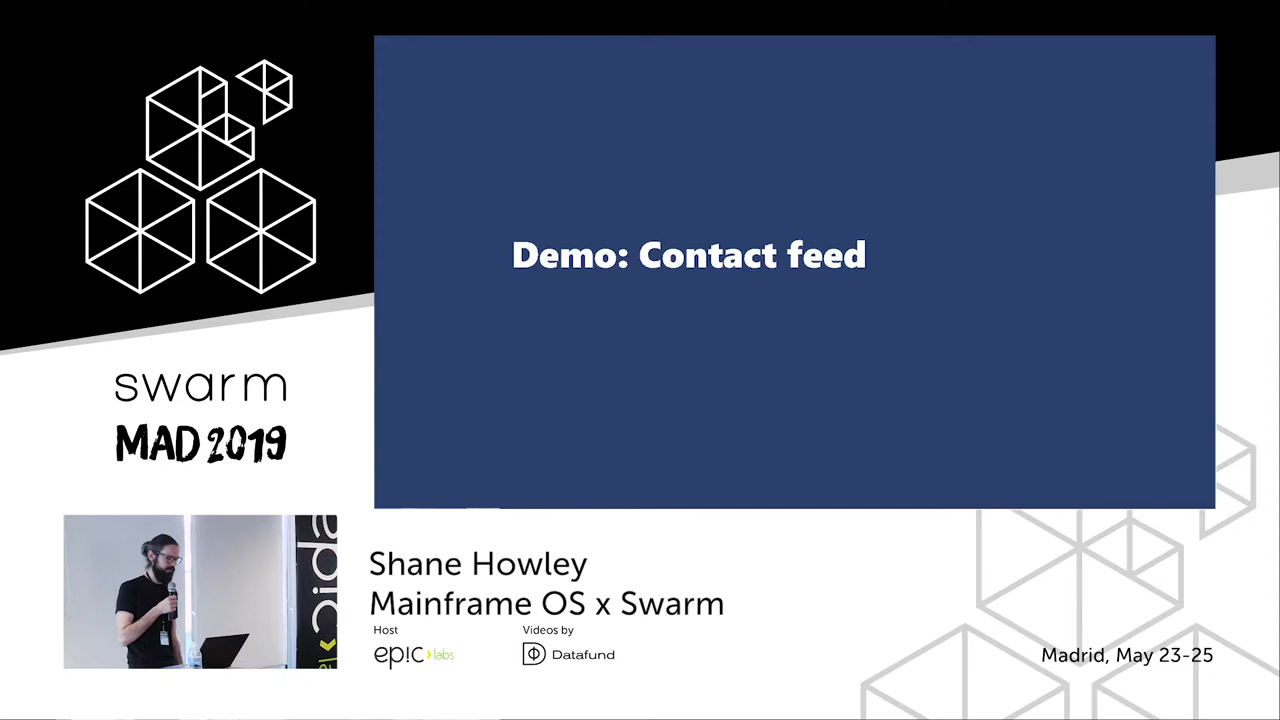 Demo: Contact feed
swarm
MAD 2019
Shane Howley
Mainframe OS x Swarm
Host
Videos by
ep!c labs
Datafund
Madrid, May 23-25